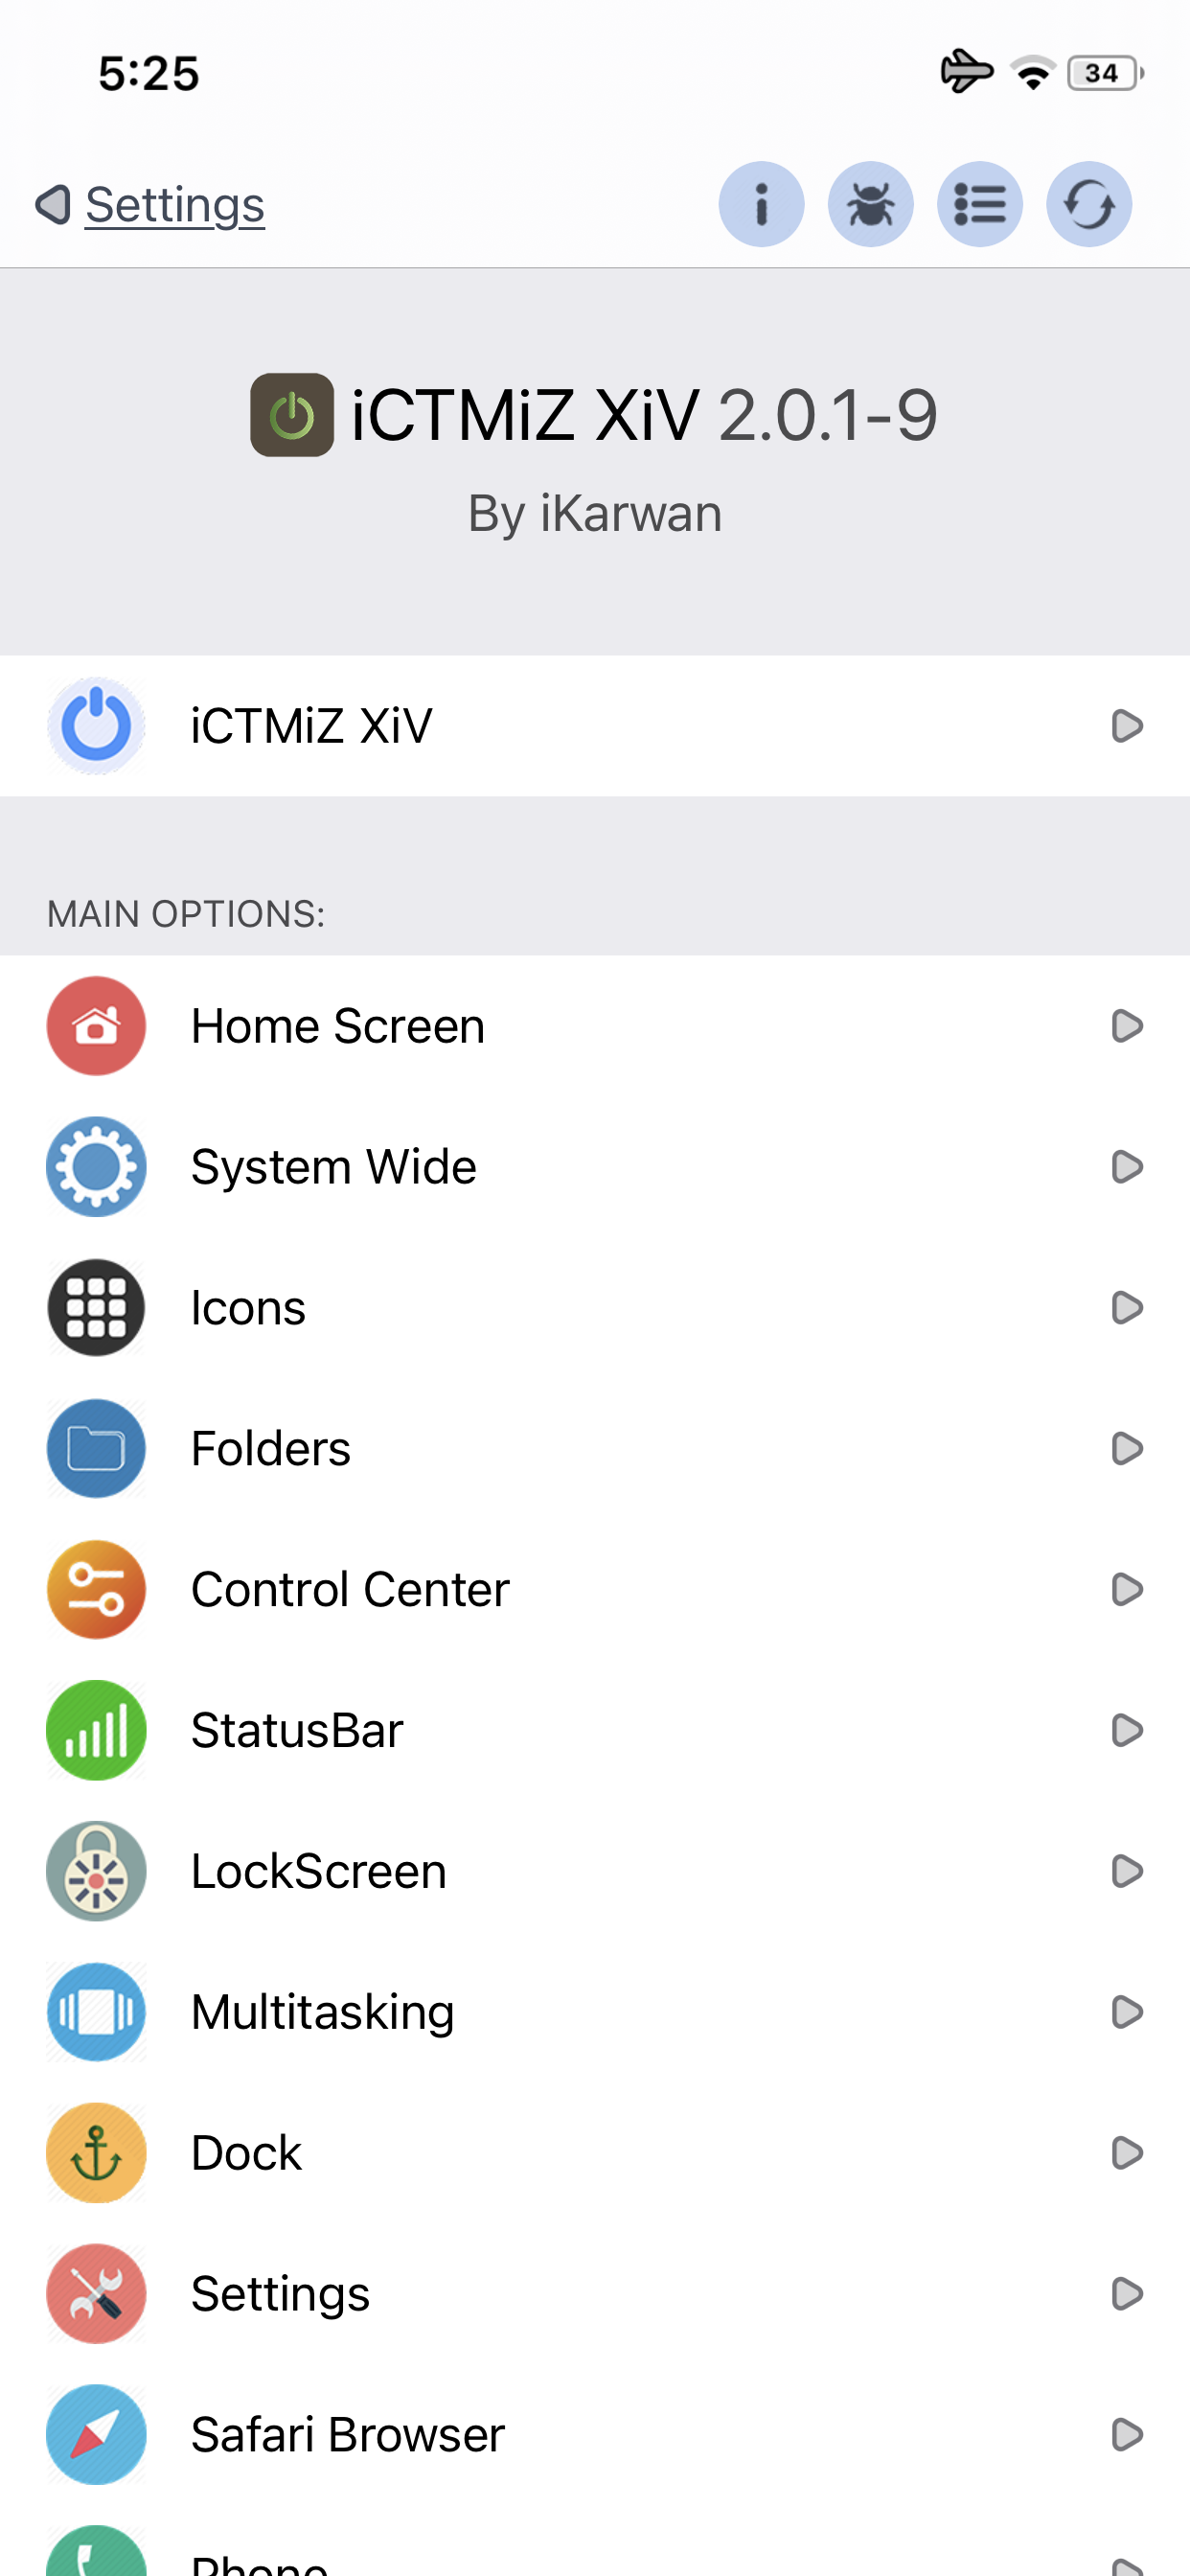 5:25
34
Settings
iCTMiZ XiV 2.0.1-9
By iKarwan
iCTMiZ XiV
MAIN OPTIONS:
Home Screen
System Wide
Icons
Folders
Control Center
StatusBar
LockScreen
Multitasking
Dock
Settings
Safari Browser
Phone